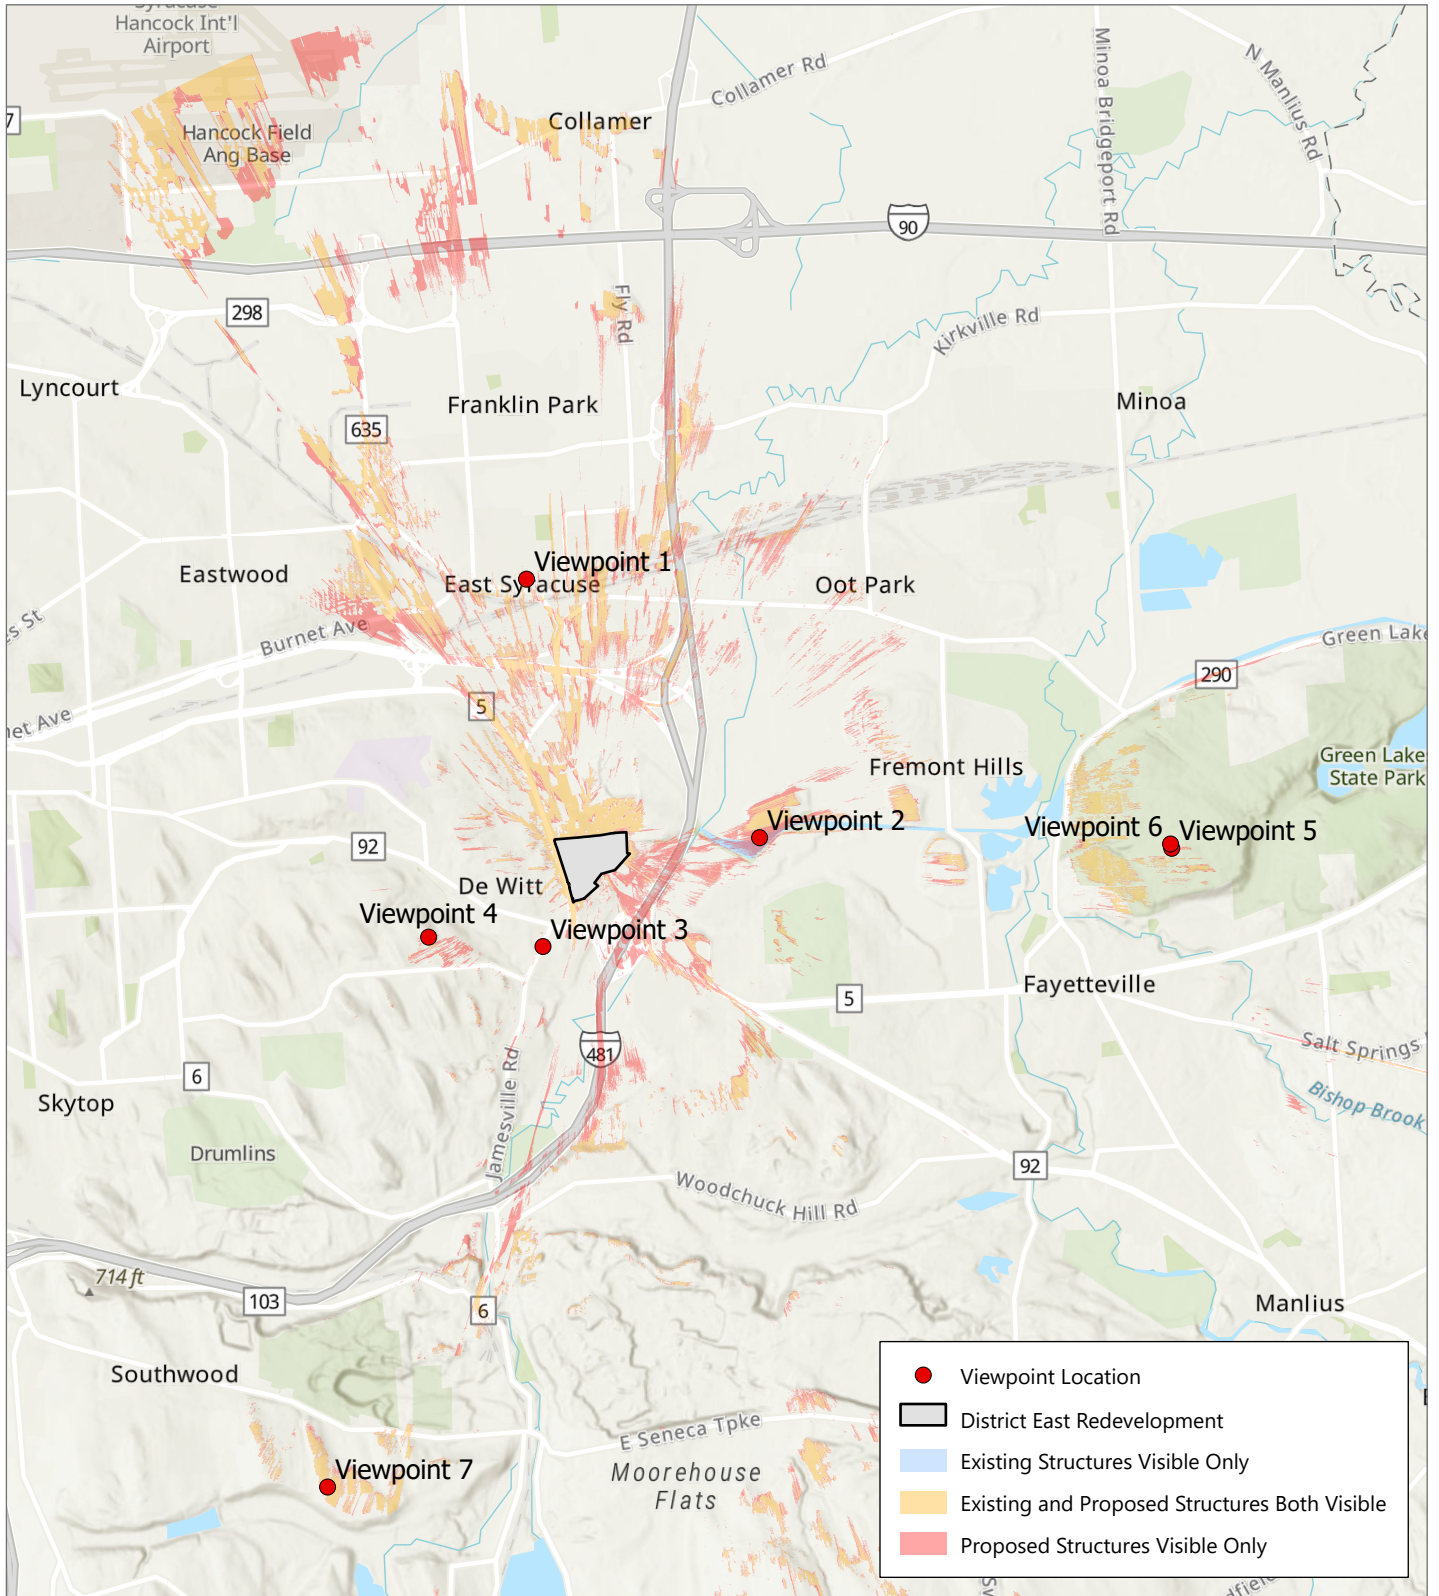 Syracuse
Hancock Int'l
Airport
Collamer Rd
Minoa Bridgeport Rd
N Manlius Rd
7
Hancock Field
Ang Base
Collamer
90
298
Fly Rd
Kirkville Rd
Lyncourt
Franklin Park
Minoa
635
Viewpoint 1
Eastwood
East Syracuse
Oot Park
Burnet Ave
Green Lake
290
5
Green Lake
State Park
Fremont Hills
Viewpoint 2
Viewpoint 6
Viewpoint 5
92
De Witt
Viewpoint 4
Viewpoint 3
Fayetteville
5
481
Salt Springs
6
Skytop
Jamesville Rd
Bishop Brook
Drumlins
92
Woodchuck Hill Rd
714 ft
103
6
Manlius
Southwood
E Seneca Tpke
Viewpoint 7
Moorehouse
Flats
Viewpoint Location
District East Redevelopment
Existing Structures Visible Only
Existing and Proposed Structures Both Visible
Proposed Structures Visible Only